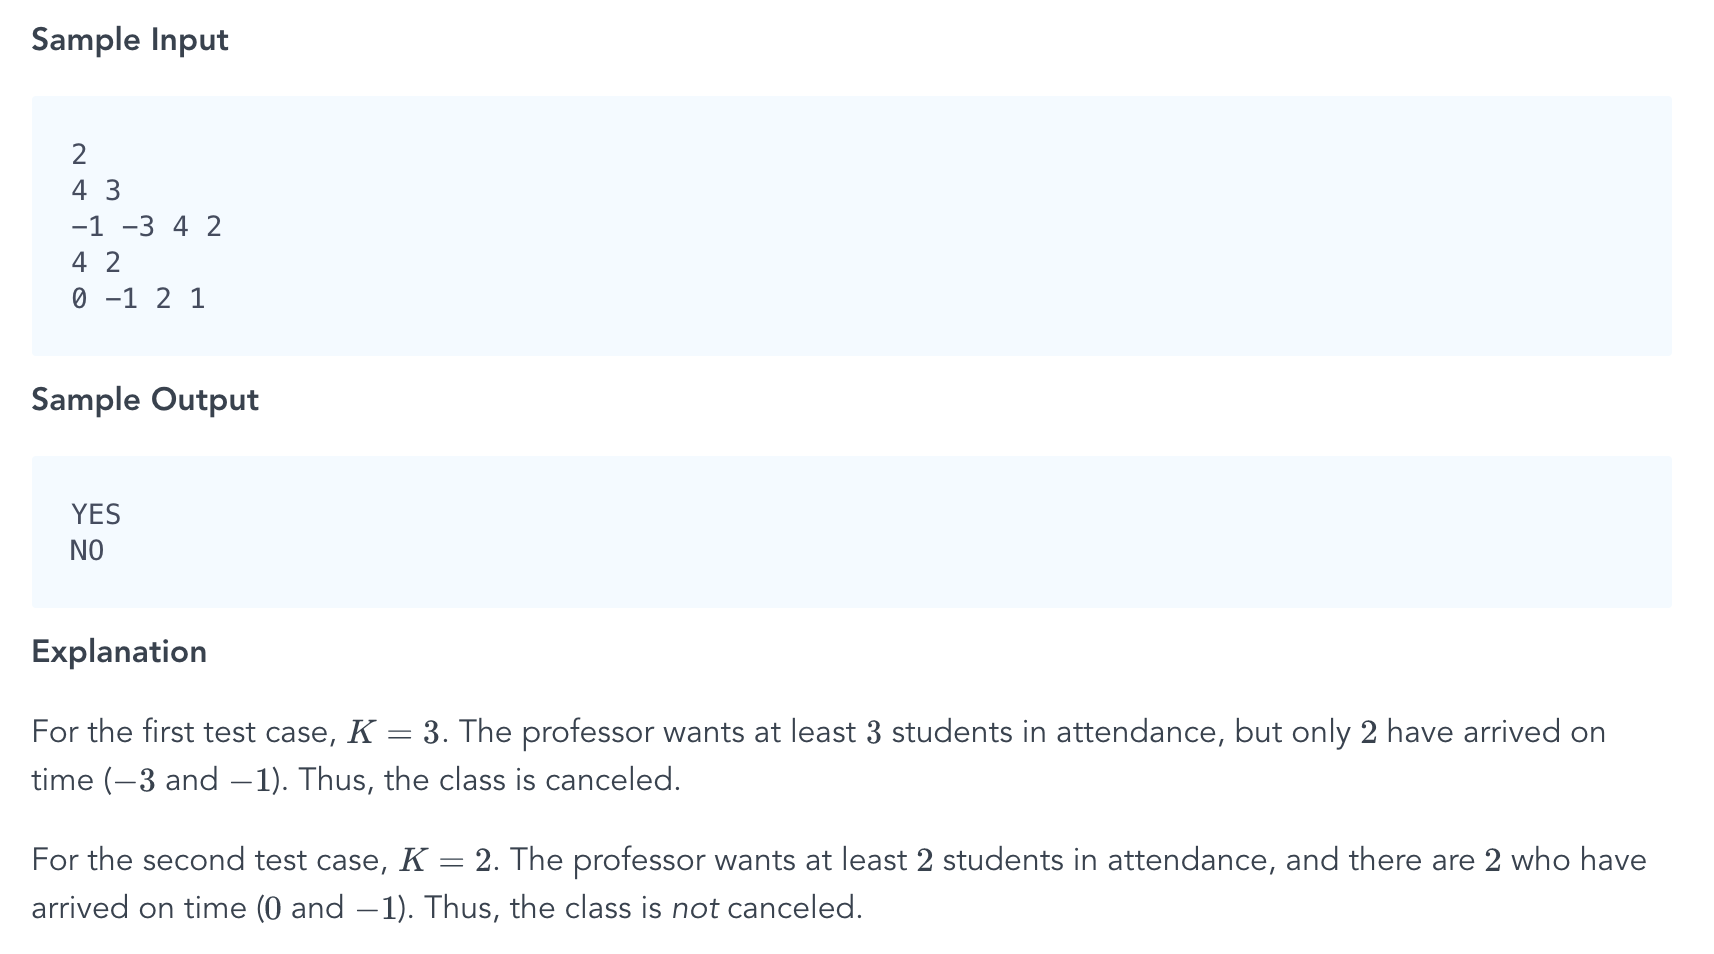 Sample Input
2
4 3
−1 −3 4 2
4 2
0 −1 2 1
Sample Output
YES
NO
Explanation
For the first test case, K = 3. The professor wants at least 3 students in attendance, but only 2 have arrived on
time (−3 and −1). Thus, the class is canceled.
For the second test case, K = 2. The professor wants at least 2 students in attendance, and there are 2 who have
arrived on time (0 and −1). Thus, the class is not canceled.